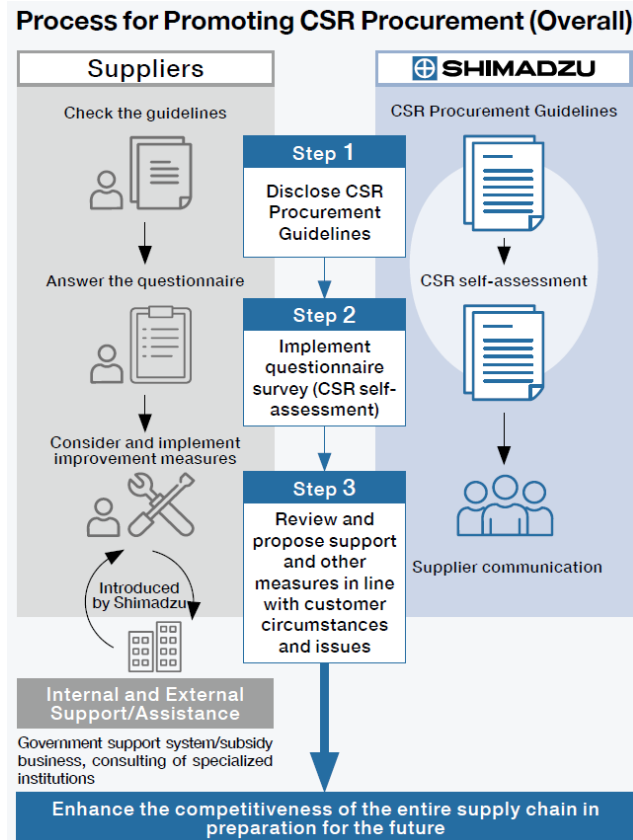 Process for Promoting CSR Procurement (Overall)
Suppliers
SHIMADZU
Check the guidelines
CSR Procurement Guidelines
Step 1
Disclose CSR
Procurement
Guidelines
Answer the questionnaire
CSR self-assessment
Step 2
Implement
questionnaire
survey (CSR self-
assessment)
Consider and implement
improvement measures
Step 3
Review and
propose support
and other
measures in line
with customer
circumstances
and issues
Supplier communication
Introduced
by Shimadzu
Internal and External
Support/Assistance
Government support system/subsidy
business, consulting of specialized
institutions
Enhance the competitiveness of the entire supply chain in
preparation for the future